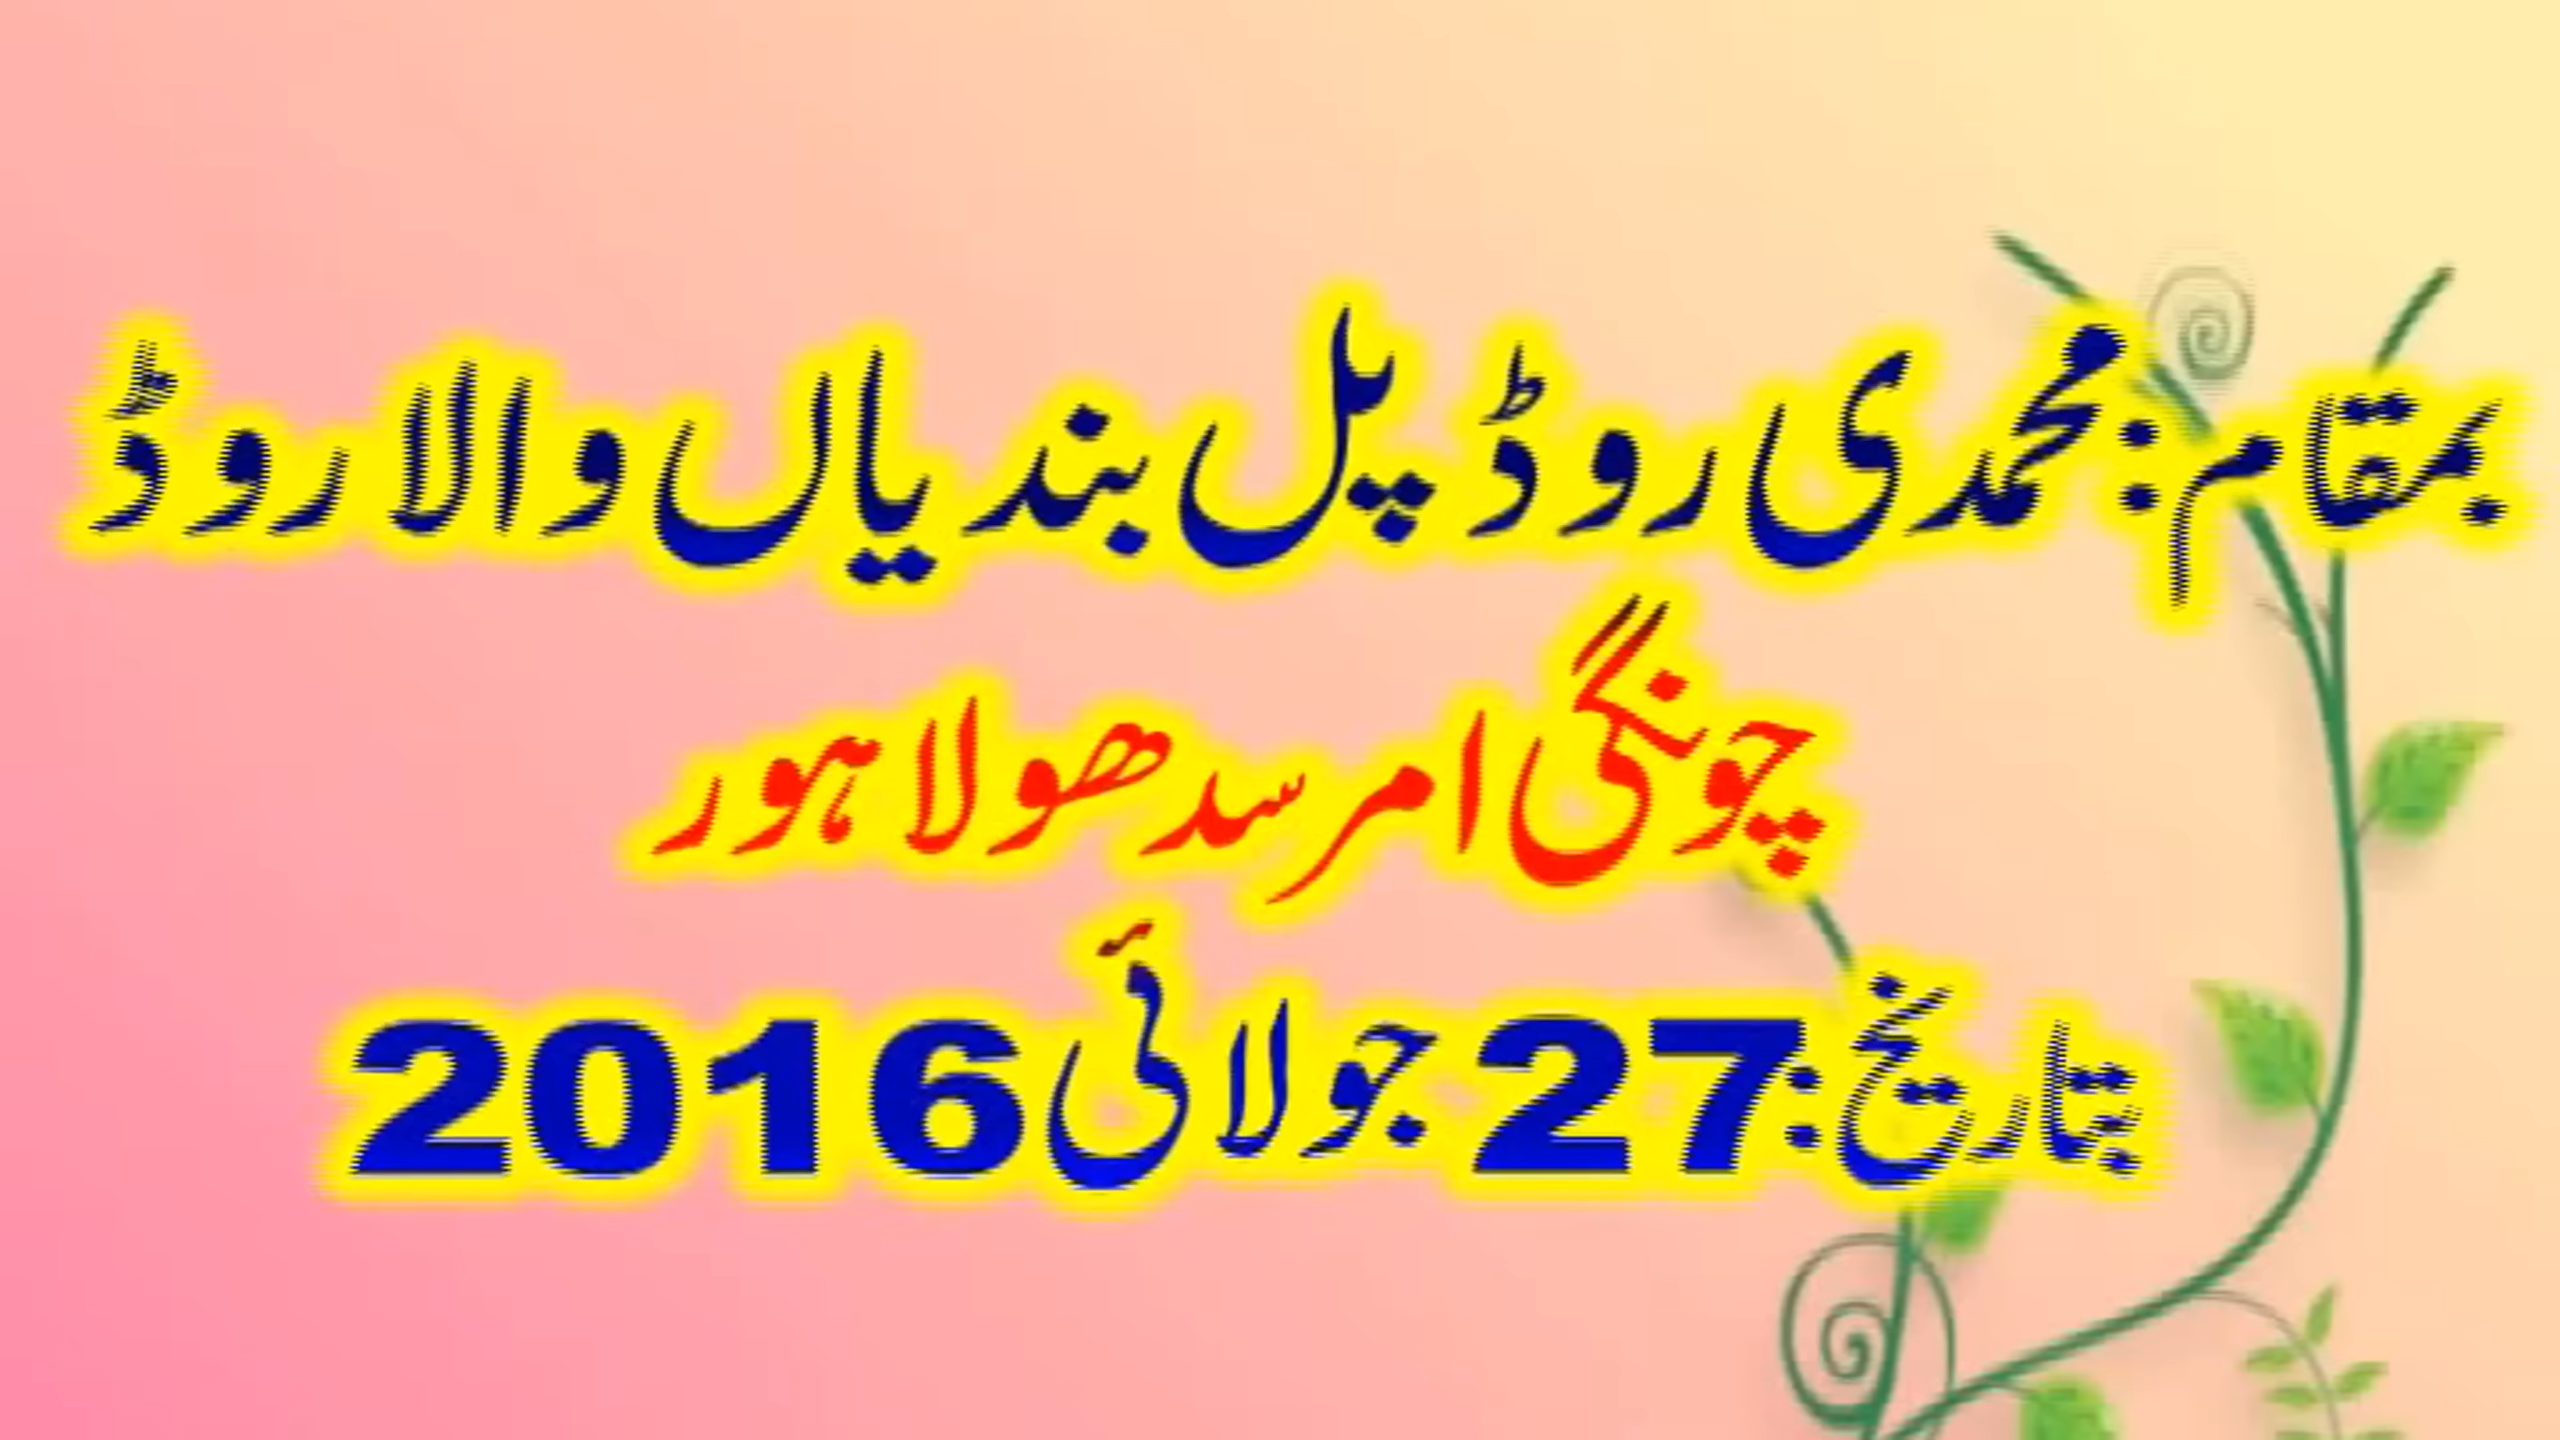 بمقام:محمدی روڈ پل بندیاں والا روڈ
چونگی امرسدھو لاہور
بتاریخ:27 جولائی 2016